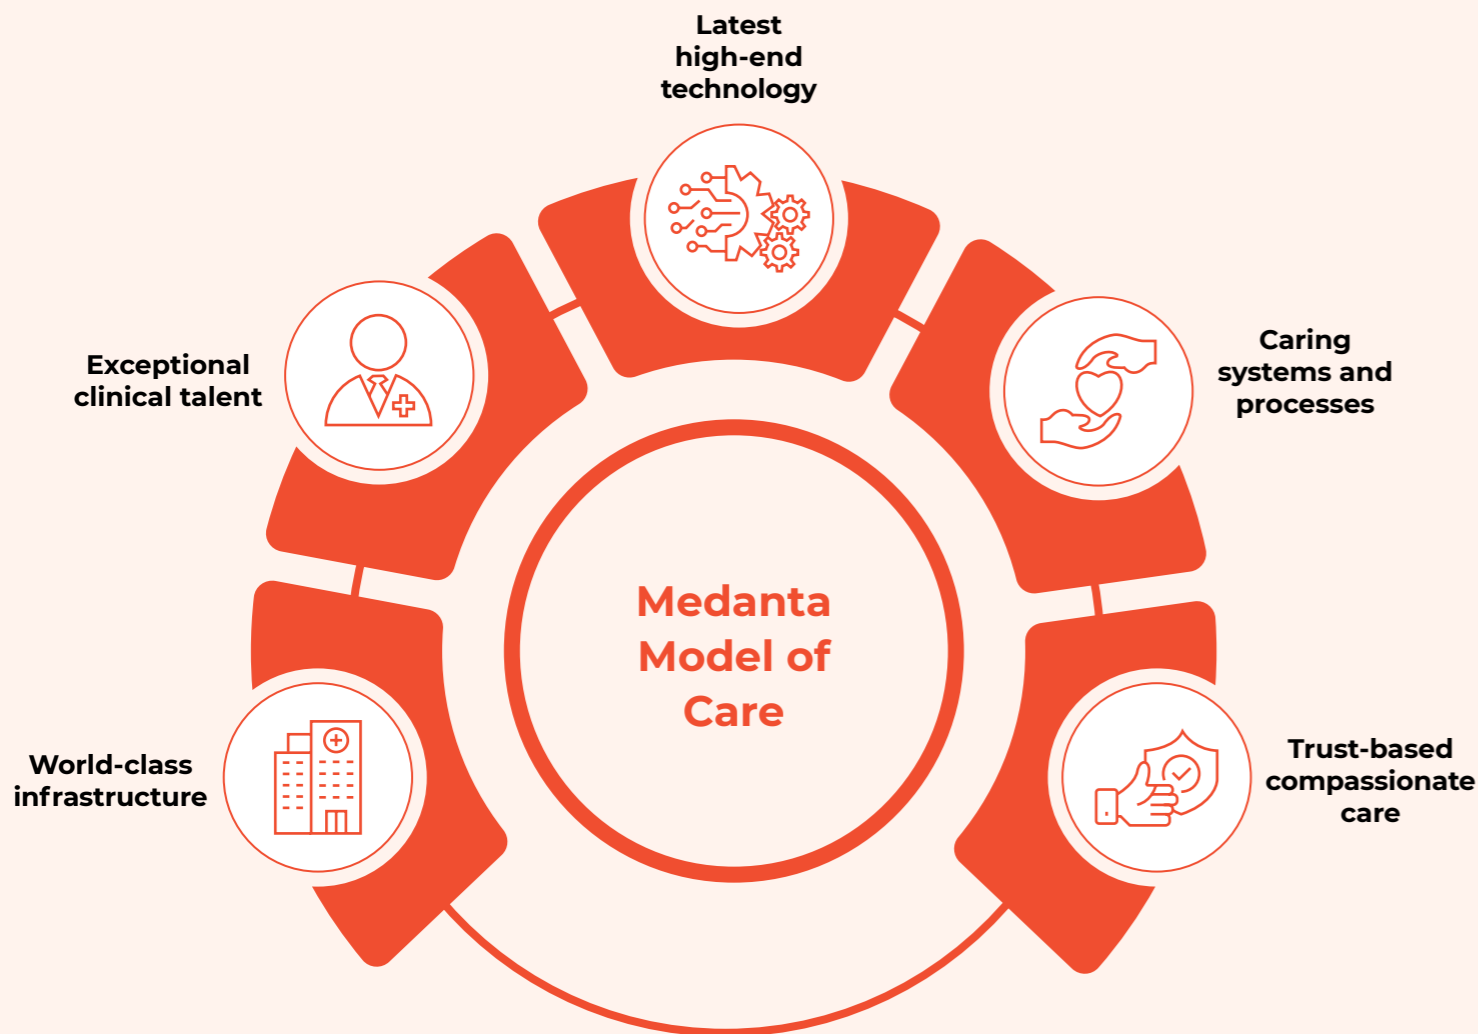 Latest
high-end
technology
Exceptional
clinical talent
Caring
systems and
processes
Medanta
Model of
Care
World-class
infrastructure
Trust-based
compassionate
care